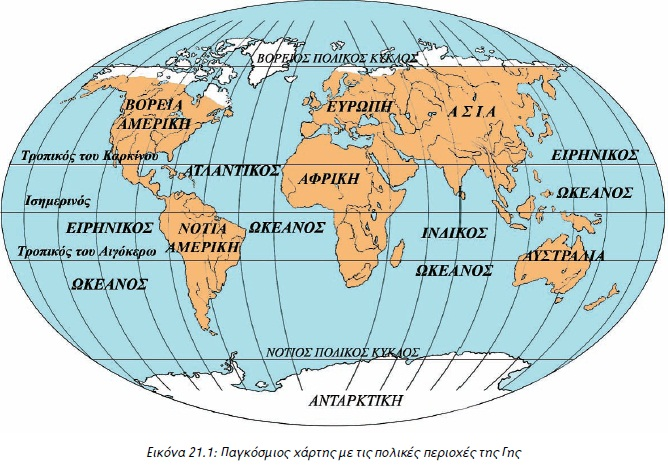 ΒΟΡΕΙΟΣ ΠΟΛΙΚΟΣ ΚΥΚΛΟΣ
ΒΟΡΕΙΑ
ΑΜΕΡΙΚΗ
ΕΥΡΩΠΗ
ΑΣΙΑ
Τροπικός του Καρκίνου
ΑΤΛΑΝΤΙΚΟΣ
ΑΦΡΙΚΗ
ΕΙΡΗΝΙΚΟΣ
ΩΚΕΑΝΟΣ
Ισημερινός
ΕΙΡΗΝΙΚΟΣ
ΝΟΤΙΑ
ΑΜΕΡΙΚΗ
ΩΚΕΑΝΟΣ
ΙΝΔΙΚΟΣ
Τροπικός του Αιγόκερω
ΩΚΕΑΝΟΣ
ΩΚΕΑΝΟΣ
ΑΥΣΤΡΑΛΙΑ
ΝΟΤΙΟΣ ΠΟΛΙΚΟΣ ΚΥΚΛΟΣ
ΑΝΤΑΡΚΤΙΚΗ
Εικόνα 21.1: Παγκόσμιος χάρτης με τις πολικές περιοχές της Γης